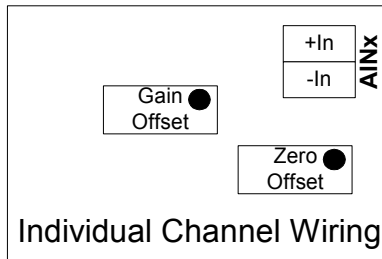 +In
-In
AINx
Gain
Offset
Zero
Offset
Individual Channel Wiring